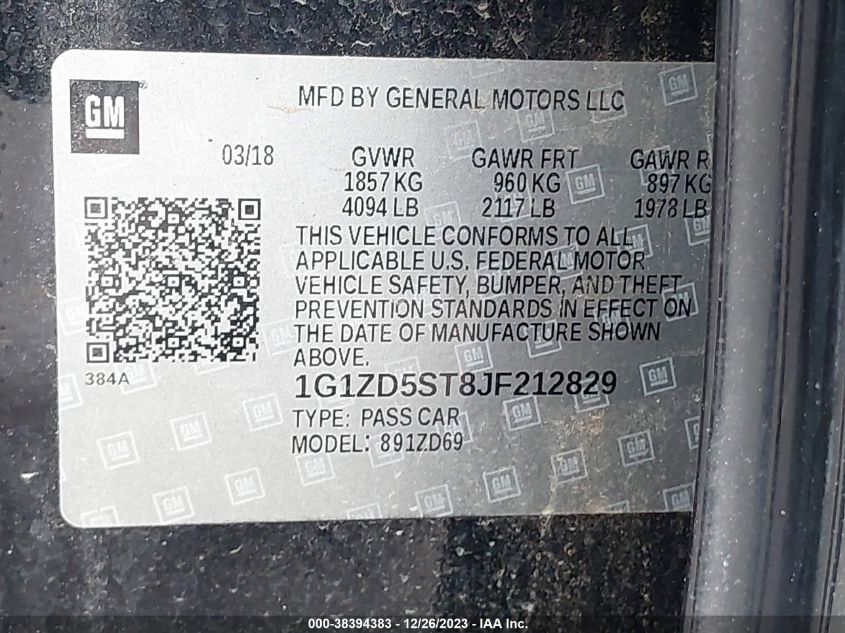 GM
MFD BY GENERAL MOTORS LLC
03/18 GVWR GAWR FRT GAWR R
1857 KG 960 KG 897 KG
4094 LB 2117 LB 1978 LB
THIS VEHICLE CONFORMS TO ALL
APPLICABLE U.S. FEDERAL MOTOR
VEHICLE SAFETY, BUMPER, AND THEFT
PREVENTION STANDARDS IN EFFECT ON
THE DATE OF MANUFACTURE SHOWN
ABOVE.
384A
1G1ZD5ST8JF212829
TYPE: PASS CAR
MODEL: 891ZD69
000-38394383 - 12/26/2023 - IAA Inc.